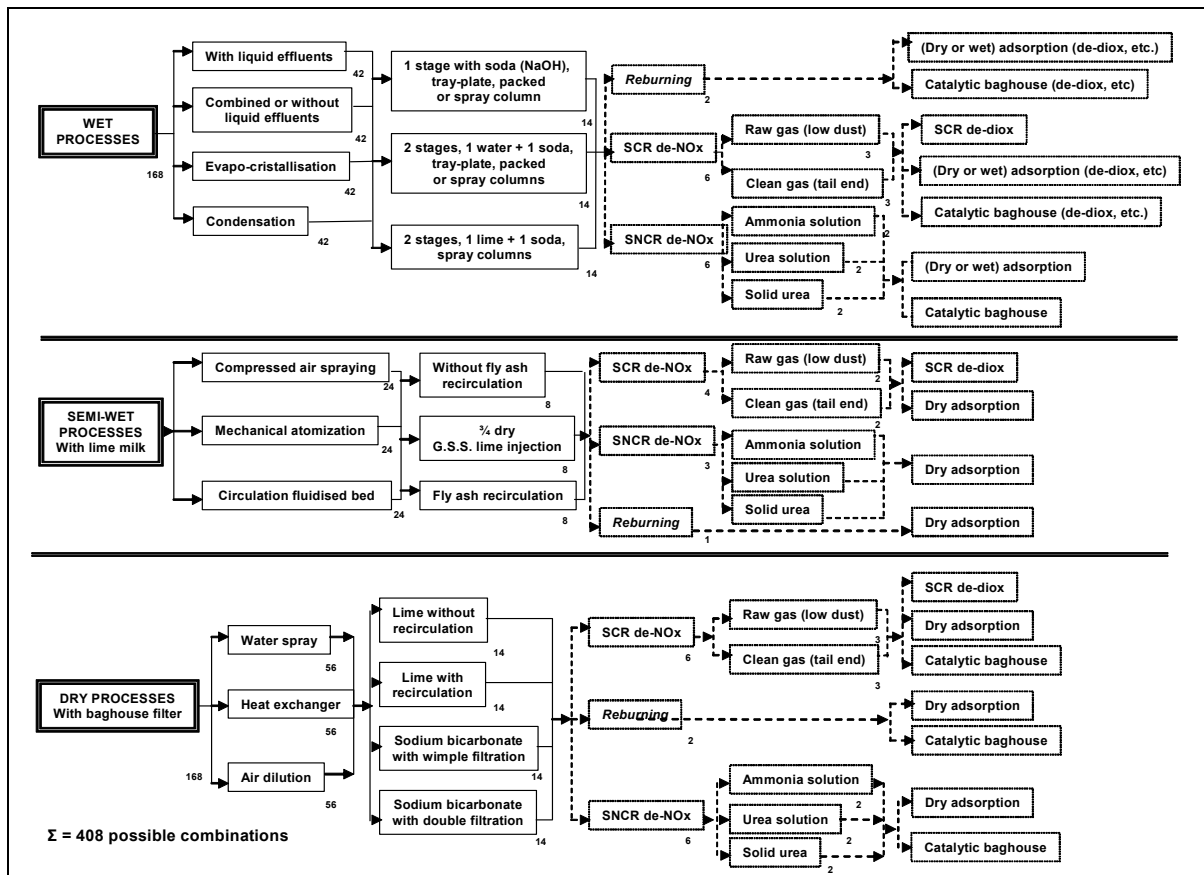 WET
PROCESSES
168
With liquid effluents
42
Combined or without
liquid effluents
42
Evapo-cristallisation
42
Condensation
42
1 stage with soda (NaOH),
tray-plate, packed
or spray column
14
2 stages, 1 water + 1 soda,
tray-plate, packed
or spray columns
14
2 stages, 1 lime + 1 soda,
spray columns
14
Reburning
2
SCR de-NOx
6
SNCR de-NOx
6
Raw gas (low dust)
3
Clean gas (tail end)
3
Ammonia solution
2
Urea solution
2
Solid urea
2
(Dry or wet) adsorption (de-diox, etc.)
Catalytic baghouse (de-diox, etc)
SCR de-diox
(Dry or wet) adsorption (de-diox, etc)
Catalytic baghouse (de-diox, etc.)
(Dry or wet) adsorption
Catalytic baghouse
SEMI-WET
PROCESSES
With lime milk
Compressed air spraying
24
Mechanical atomization
24
Circulation fluidised bed
24
Without fly ash
recirculation
8
¾ dry
G.S.S. lime injection
8
Fly ash recirculation
8
SCR de-NOx
4
SNCR de-NOx
3
Reburning
1
Raw gas (low dust)
2
Clean gas (tail end)
2
Ammonia solution
Urea solution
Solid urea
SCR de-diox
Dry adsorption
Dry adsorption
Dry adsorption
DRY PROCESSES
With baghouse filter
168
Water spray
56
Heat exchanger
56
Air dilution
56
Lime without
recirculation
14
Lime with
recirculation
14
Sodium bicarbonate
with wimple filtration
14
Sodium bicarbonate
with double filtration
14
SCR de-NOx
6
Reburning
2
SNCR de-NOx
6
Raw gas (low dust)
3
Clean gas (tail end)
3
Ammonia solution
2
Urea solution
2
Solid urea
2
SCR de-diox
Dry adsorption
Catalytic baghouse
Dry adsorption
Catalytic baghouse
Dry adsorption
Catalytic baghouse
Σ = 408 possible combinations